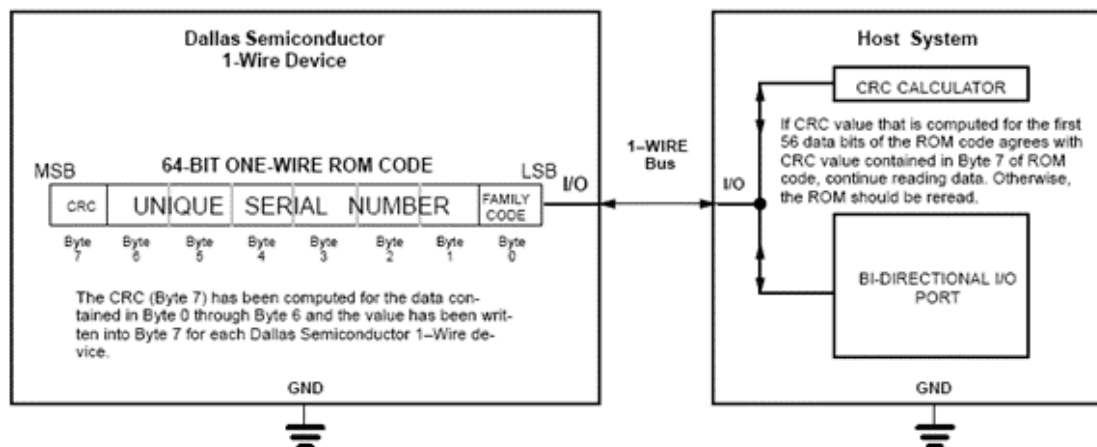 Dallas Semiconductor
1-Wire Device
64-BIT ONE-WIRE ROM CODE
MSB
LSB
CRC
UNIQUE SERIAL NUMBER
FAMILY
CODE
Byte
7
Byte
6
Byte
5
Byte
4
Byte
3
Byte
2
Byte
1
Byte
0
The CRC (Byte 7) has been computed for the data con-
tained in Byte 0 through Byte 6 and the value has been writ-
ten into Byte 7 for each Dallas Semiconductor 1–Wire de-
vice.
GND
I/O
1–WIRE
Bus
I/O
Host System
CRC CALCULATOR
If CRC value that is computed for the first
56 data bits of the ROM code agrees with
CRC value contained in Byte 7 of ROM
code, continue reading data. Otherwise,
the ROM should be reread.
BI-DIRECTIONAL I/O
PORT
GND